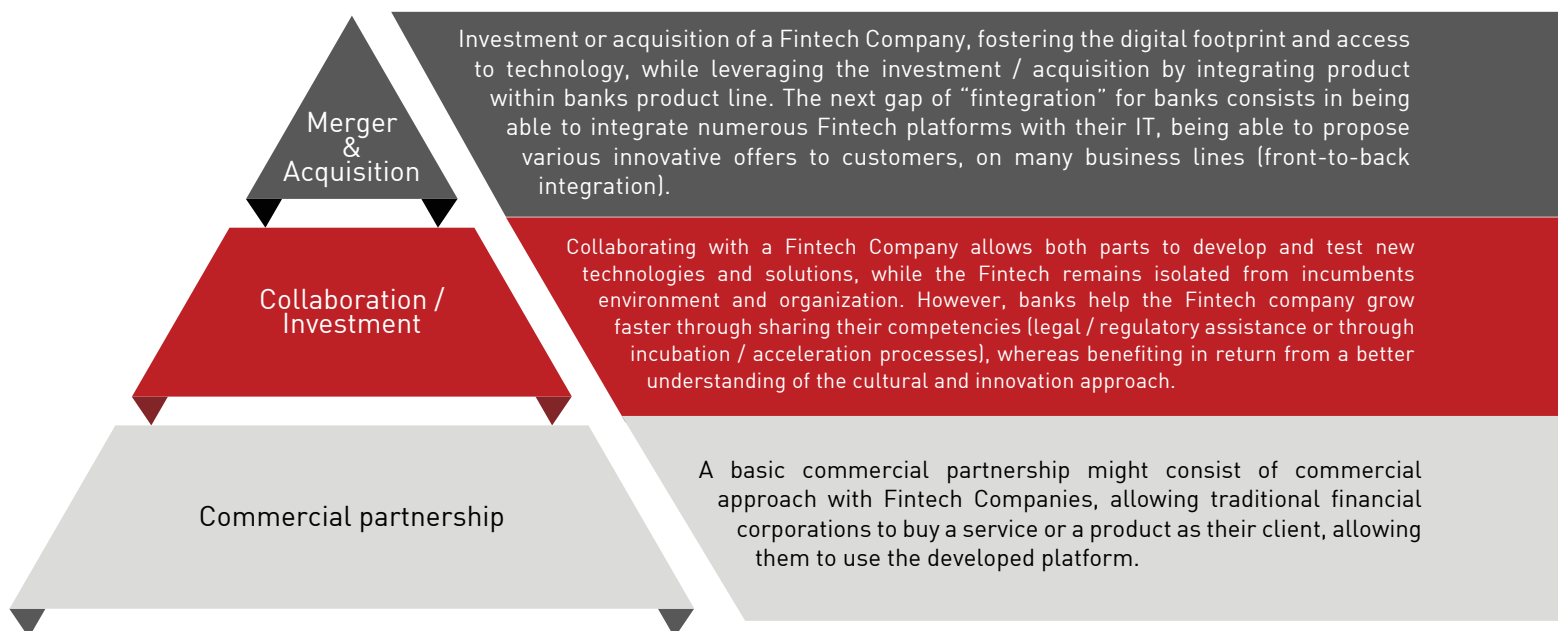 Merger
&
Acquisition
Investment or acquisition of a Fintech Company, fostering the digital footprint and access
to technology, while leveraging the investment / acquisition by integrating product
within banks product line. The next gap of “fintegration” for banks consists in being
able to integrate numerous Fintech platforms with their IT, being able to propose
various innovative offers to customers, on many business lines (front-to-back
integration).
Collaboration /
Investment
Collaborating with a Fintech Company allows both parts to develop and test new
technologies and solutions, while the Fintech remains isolated from incumbents
environment and organization. However, banks help the Fintech company grow
faster through sharing their competencies (legal / regulatory assistance or through
incubation / acceleration processes), whereas benefiting in return from a better
understanding of the cultural and innovation approach.
Commercial partnership
A basic commercial partnership might consist of commercial
approach with Fintech Companies, allowing traditional financial
corporations to buy a service or a product as their client, allowing
them to use the developed platform.